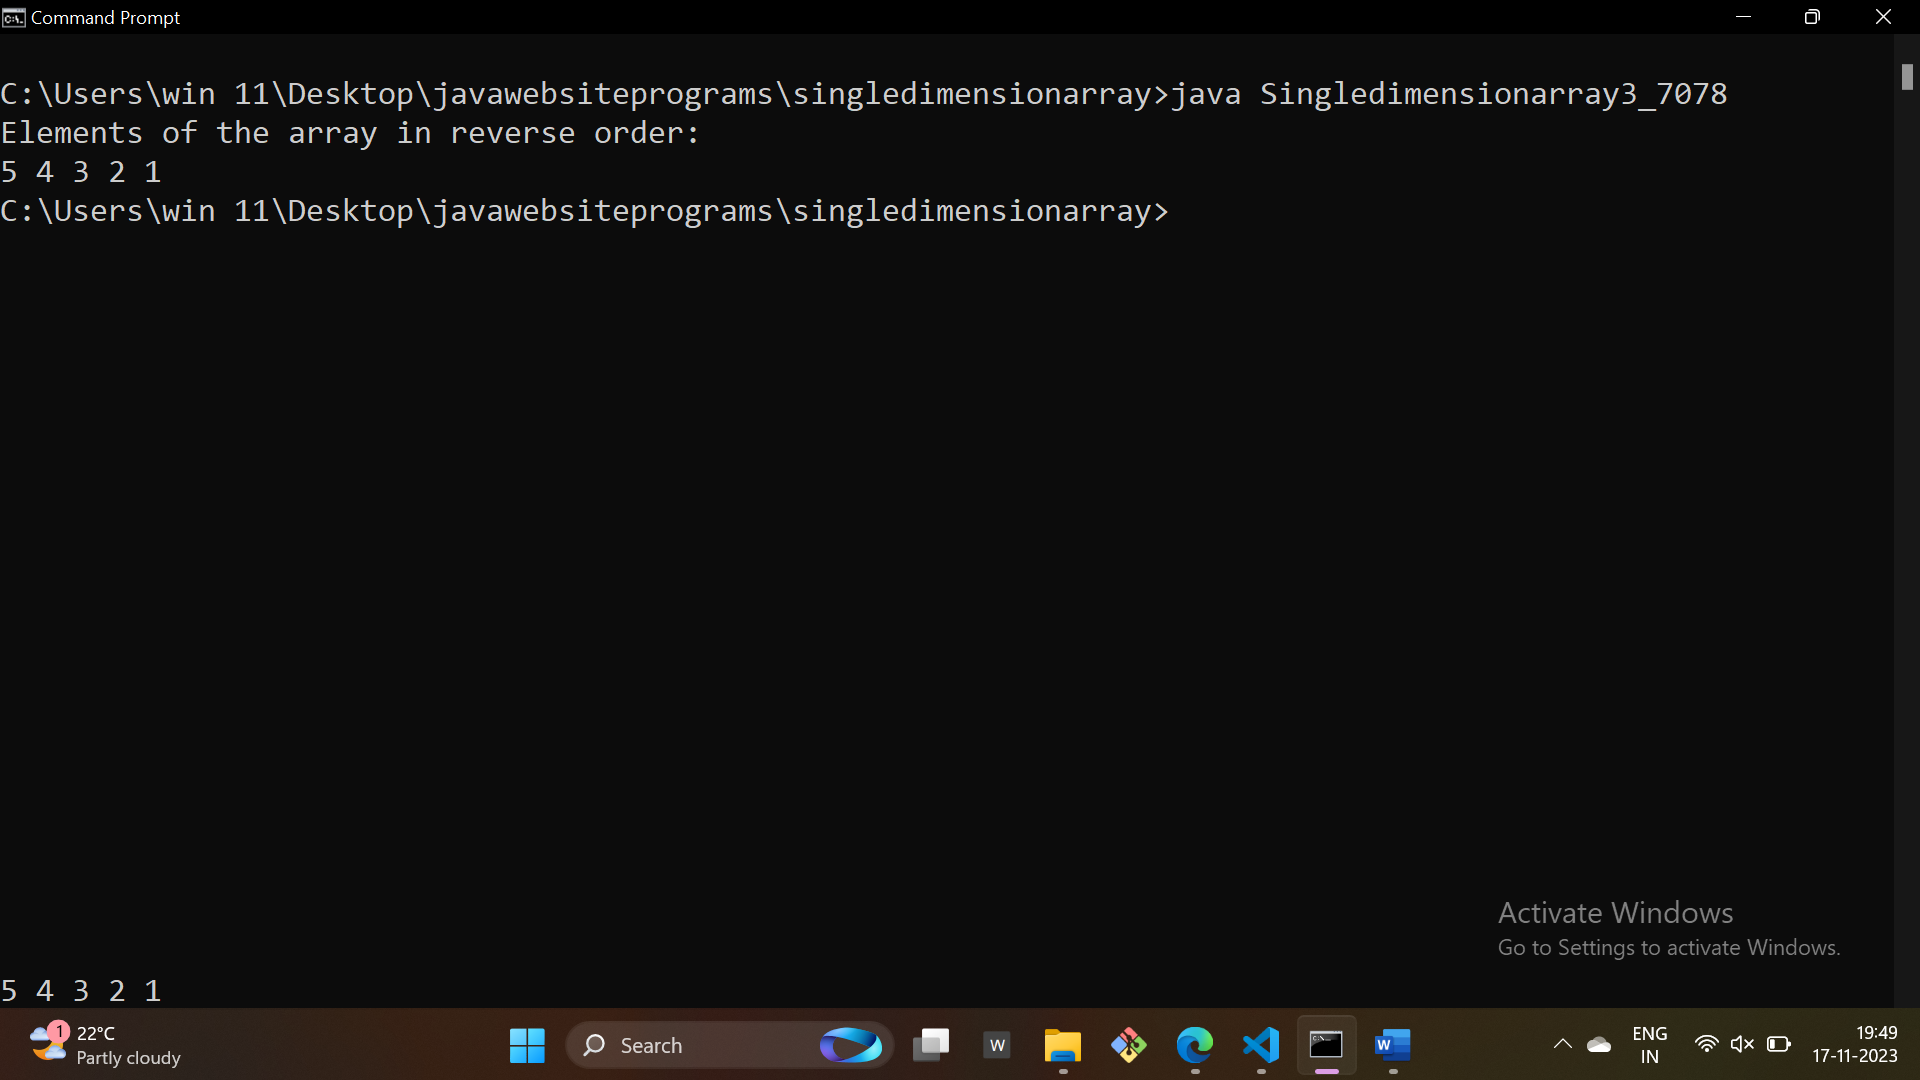 Command Prompt
C:\Users\win 11\Desktop\javawebsiteprograms\singledimensionarray>java Singledimensionarray3_7078
Elements of the array in reverse order:
5 4 3 2 1
C:\Users\win 11\Desktop\javawebsiteprograms\singledimensionarray>
Activate Windows
Go to Settings to activate Windows.
5 4 3 2 1
1
22°C
Partly cloudy
Search
W
W
ENG
IN
19:49
17-11-2023